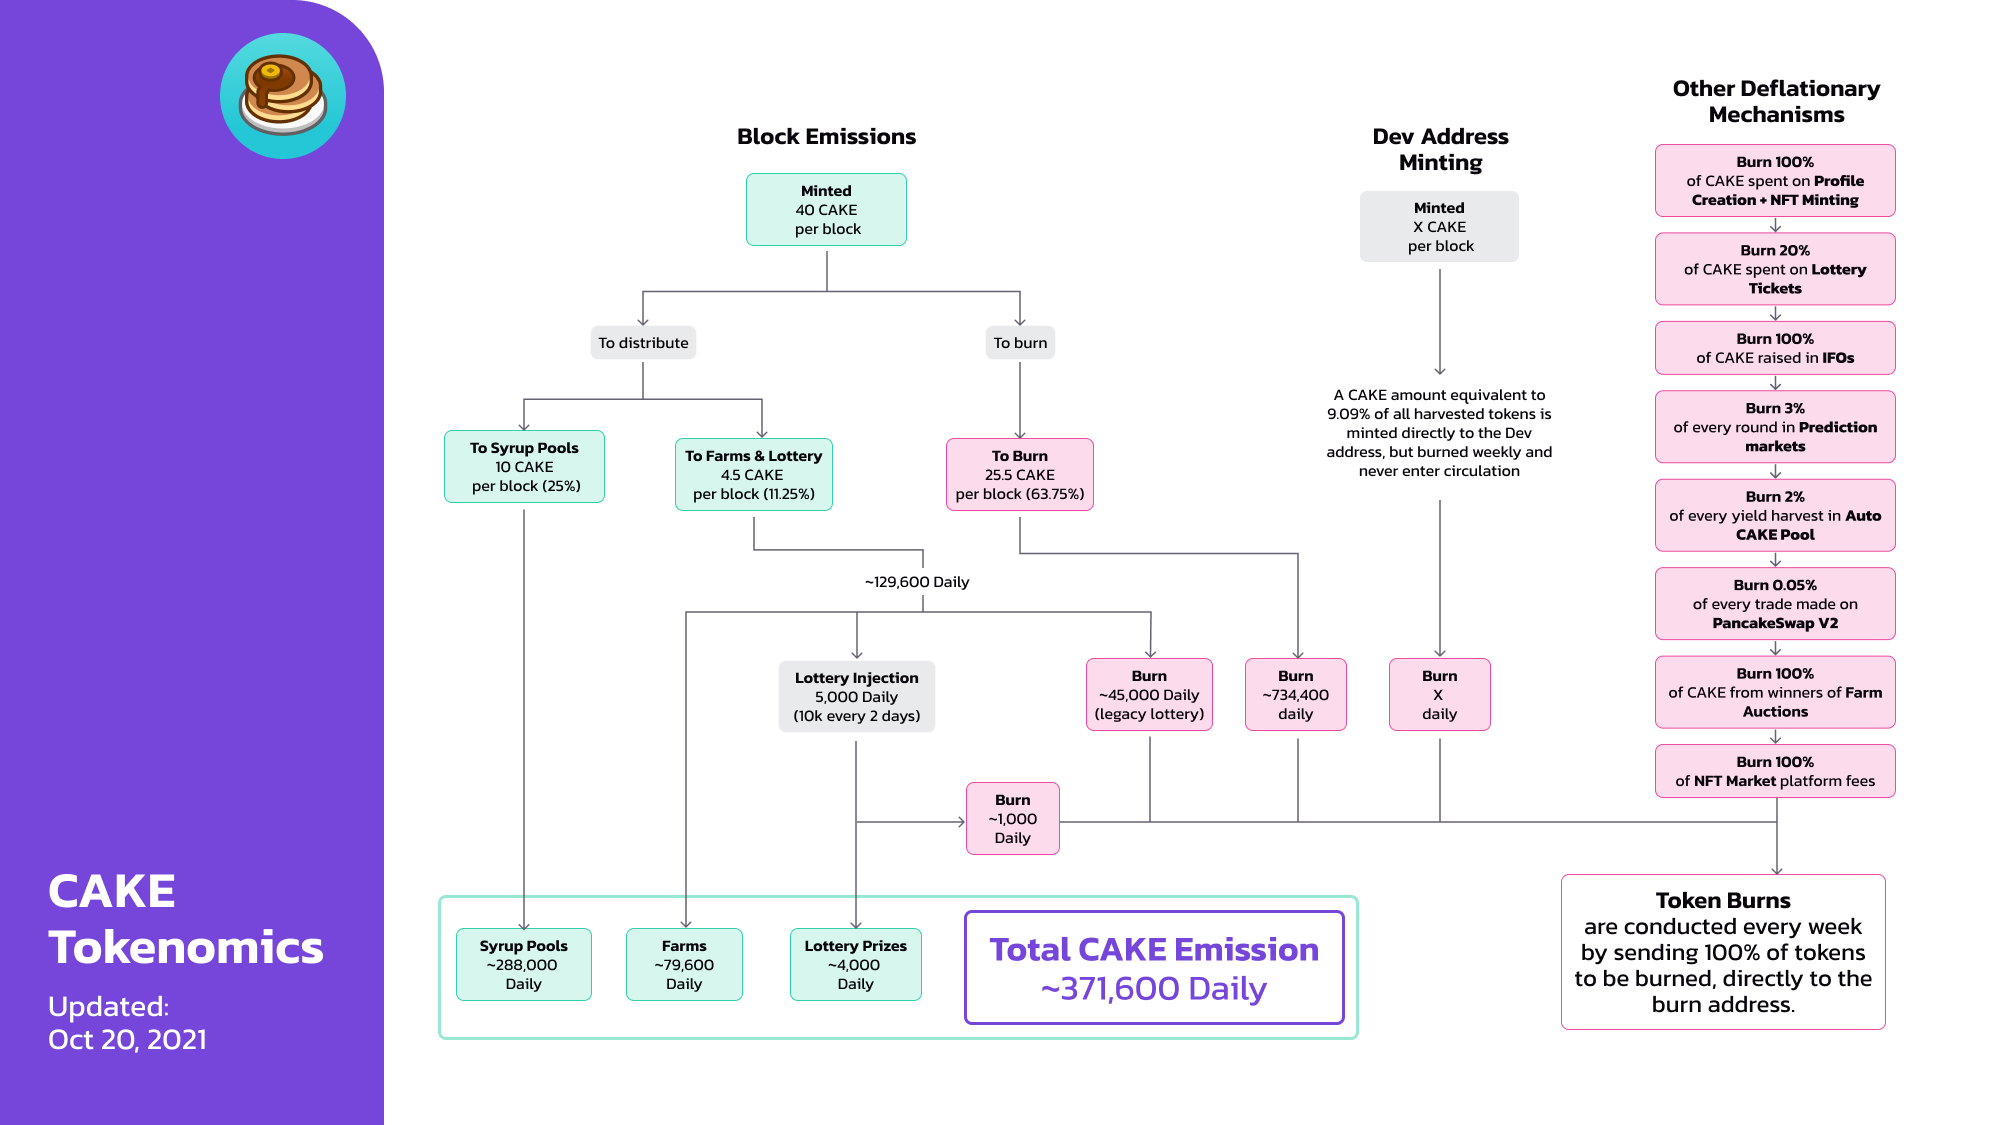 CAKE
Tokenomics
Updated:
Oct 20, 2021
Block Emissions
Minted
40 CAKE
per block
To distribute
To burn
To Syrup Pools
10 CAKE
per block (25%)
To Farms & Lottery
4.5 CAKE
per block (11.25%)
To Burn
25.5 CAKE
per block (63.75%)
~129,600 Daily
Lottery Injection
5,000 Daily
(10k every 2 days)
Burn
~45,000 Daily
(legacy lottery)
Burn
~734,400
daily
Burn
~1,000
Daily
Syrup Pools
~288,000
Daily
Farms
~79,600
Daily
Lottery Prizes
~4,000
Daily
Total CAKE Emission
~371,600 Daily
Dev Address
Minting
Minted
X CAKE
per block
A CAKE amount equivalent to
9.09% of all harvested tokens is
minted directly to the Dev
address, but burned weekly and
never enter circulation
Burn
X
daily
Other Deflationary
Mechanisms
Burn 100%
of CAKE spent on Profile
Creation + NFT Minting
Burn 20%
of CAKE spent on Lottery
Tickets
Burn 100%
of CAKE raised in IFOs
Burn 3%
of every round in Prediction
markets
Burn 2%
of every yield harvest in Auto
CAKE Pool
Burn 0.05%
of every trade made on
PancakeSwap V2
Burn 100%
of CAKE from winners of Farm
Auctions
Burn 100%
of NFT Market platform fees
Token Burns
are conducted every week
by sending 100% of tokens
to be burned, directly to the
burn address.